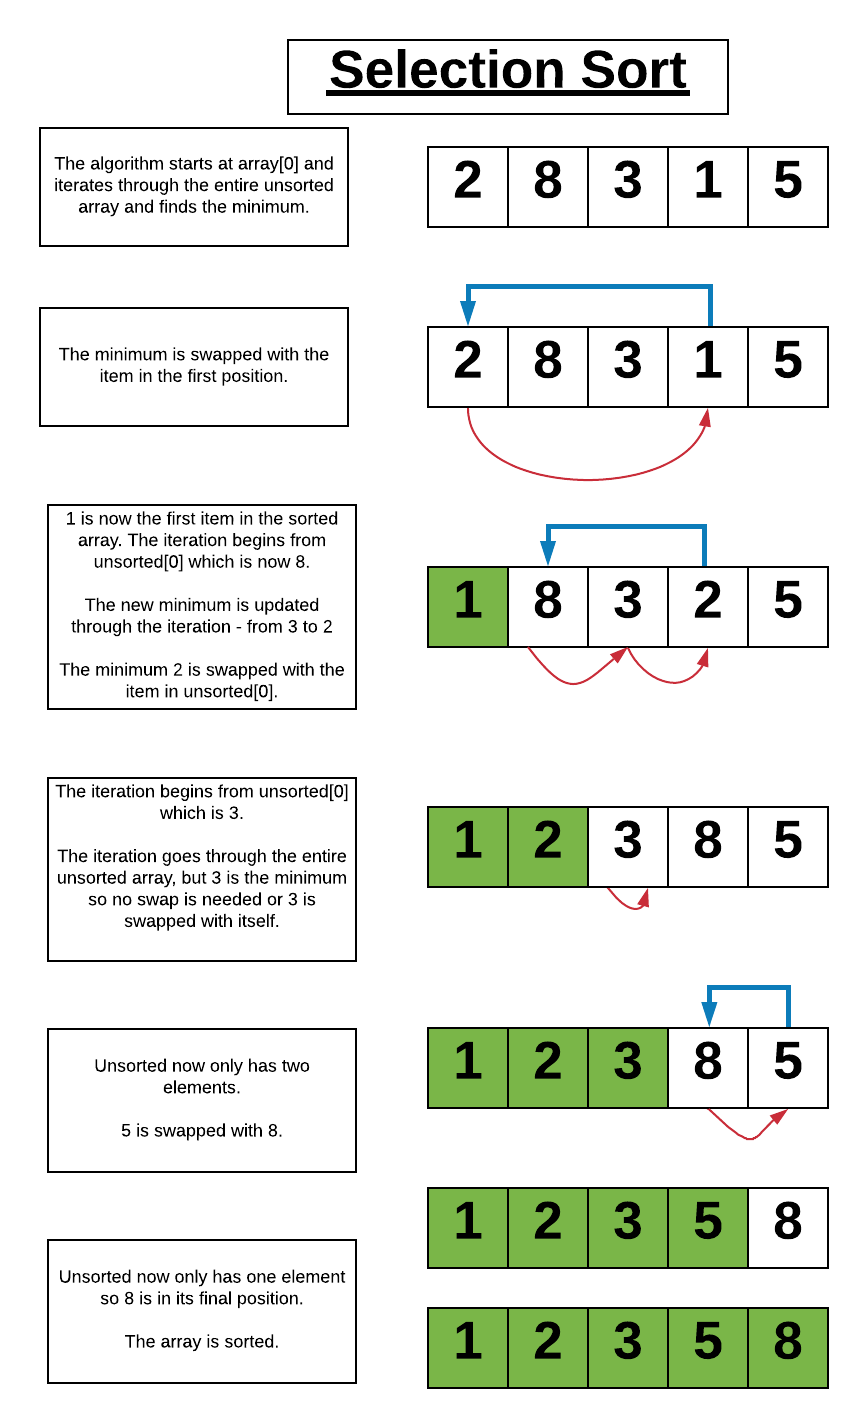 Selection Sort
The algorithm starts at array[0] and
iterates through the entire unsorted
array and finds the minimum.
2 8 3 1 5
The minimum is swapped with the
item in the first position.
2 8 3 1 5
1 is now the first item in the sorted
array. The iteration begins from
unsorted[0] which is now 8.
The new minimum is updated
through the iteration - from 3 to 2
The minimum 2 is swapped with the
item in unsorted[0].
1 8 3 2 5
The iteration begins from unsorted[0]
which is 3.
The iteration goes through the entire
unsorted array, but 3 is the minimum
so no swap is needed or 3 is
swapped with itself.
1 2 3 8 5
Unsorted now only has two
elements.
5 is swapped with 8.
1 2 3 8 5
1 2 3 5 8
Unsorted now only has one element
so 8 is in its final position.
The array is sorted.
1 2 3 5 8